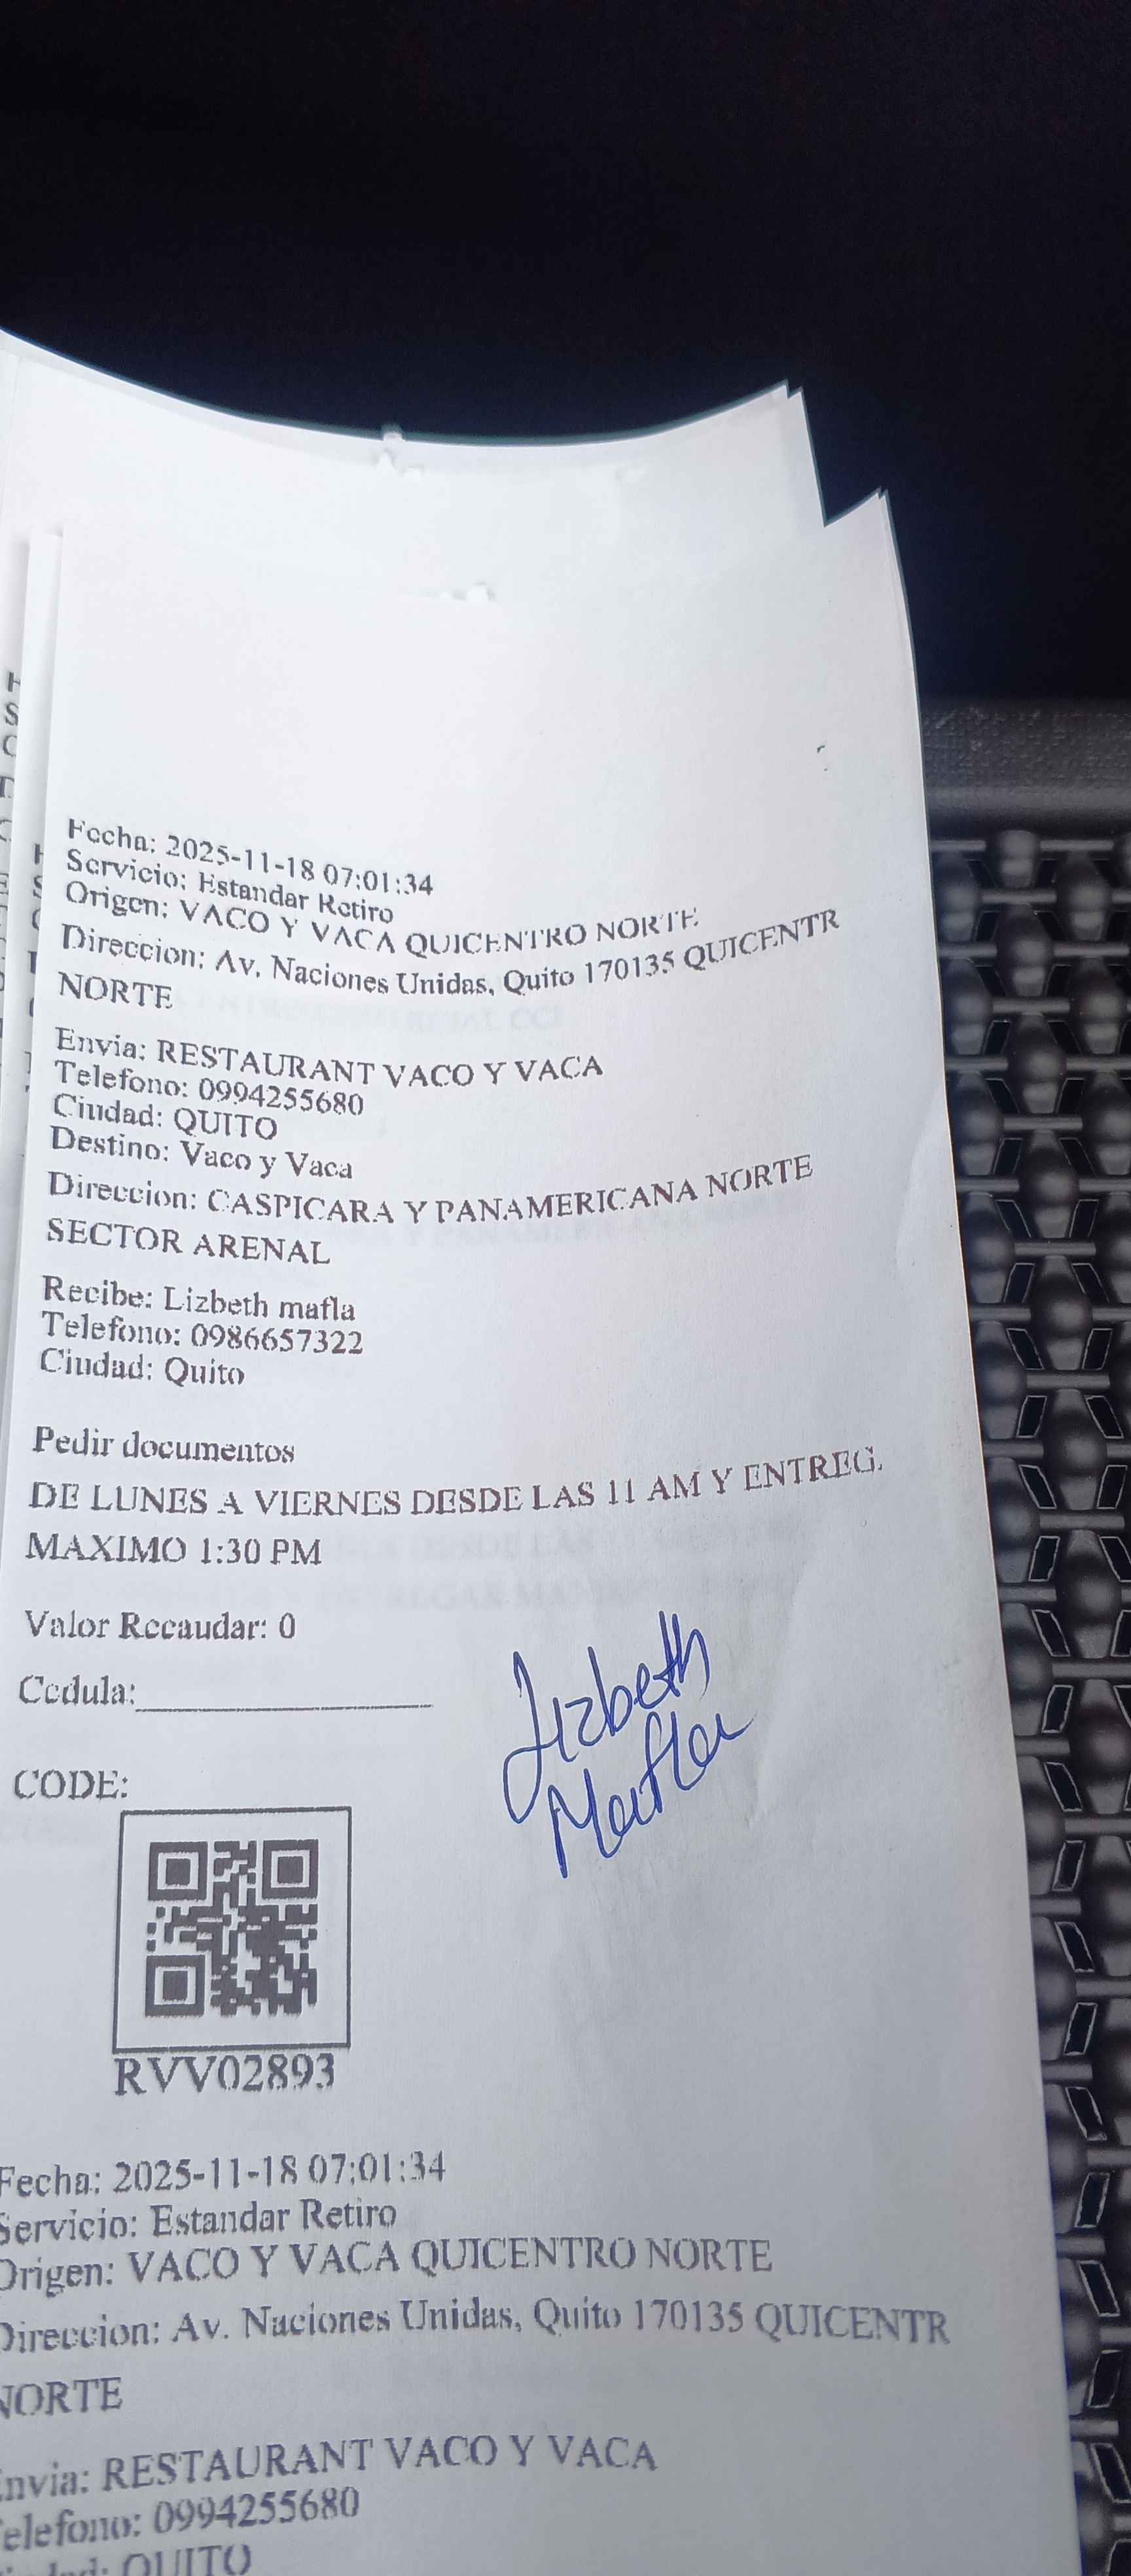 Fecha: 2025-11-18 07:01:34
Servicio: Estandar Retiro
Origen: VACO Y VACA QUICENTRO NORTE
Direccion: Av. Naciones Unidas, Quito 170135 QUICENTR
NORTE
Envia: RESTAURANT VACO Y VACA
Telefono: 0994255680
Ciudad: QUITO
Destino: Vaco y Vaca
Direccion: CASPICARA Y PANAMERICANA NORTE
SECTOR ARENAL
Recibe: Lizbeth mafla
Telefono: 0986657322
Ciudad: Quito
Pedir documentos
DE LUNES A VIERNES DESDE LAS 11 AM Y ENTREG.
MAXIMO 1:30 PM
Valor Recaudar: 0
Cedula:
Lizbeth
Mafla
CODE:
RVV02893
Fecha: 2025-11-18 07:01:34
Servicio: Estandar Retiro
Origen: VACO Y VACA QUICENTRO NORTE
Direccion: Av. Naciones Unidas, Quito 170135 QUICENTR
NORTE
Envia: RESTAURANT VACO Y VACA
Telefono: 0994255680
QUITO